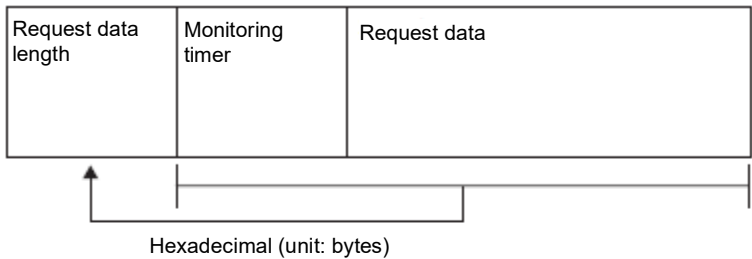 Request data
length
Monitoring
timer
Request data
Hexadecimal (unit: bytes)